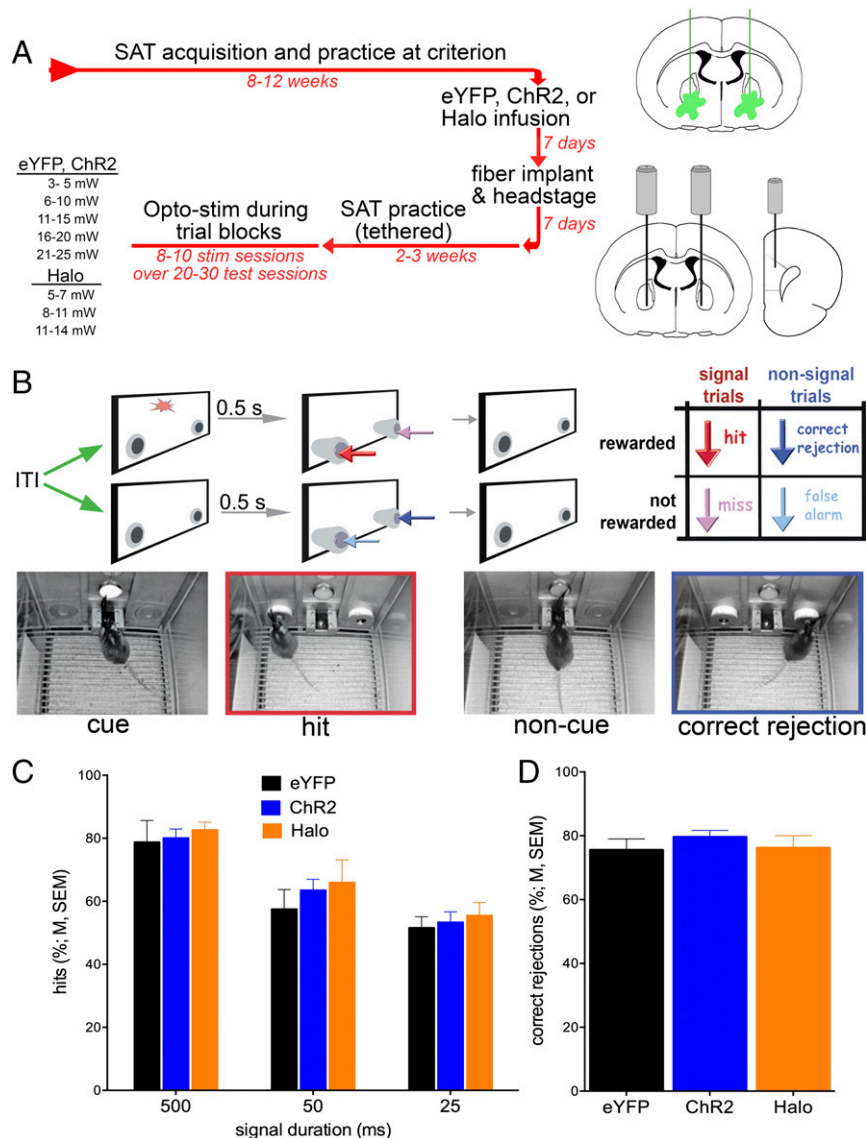 A
SAT acquisition and practice at criterion
8-12 weeks
eYFP, ChR2, or
Halo infusion
7 days
fiber implant
& headstage
7 days
SAT practice
(tethered)
2-3 weeks
Opto-stim during
trial blocks
8-10 stim sessions
over 20-30 test sessions
eYFP, ChR2
3- 5 mW
6-10 mW
11-15 mW
16-20 mW
21-25 mW
Halo
5-7 mW
8-11 mW
11-14 mW
B
ITI
0.5 s
0.5 s
signal
trials
non-signal
trials
rewarded
hit
correct
rejection
not
rewarded
miss
false
alarm
cue
hit
non-cue
correct rejection
C
eYFP
ChR2
Halo
hits (%; M, SEM)
100
80
60
40
20
0
500
50
25
signal duration (ms)
D
correct rejections (%; M, SEM)
100
80
60
40
20
0
eYFP
ChR2
Halo